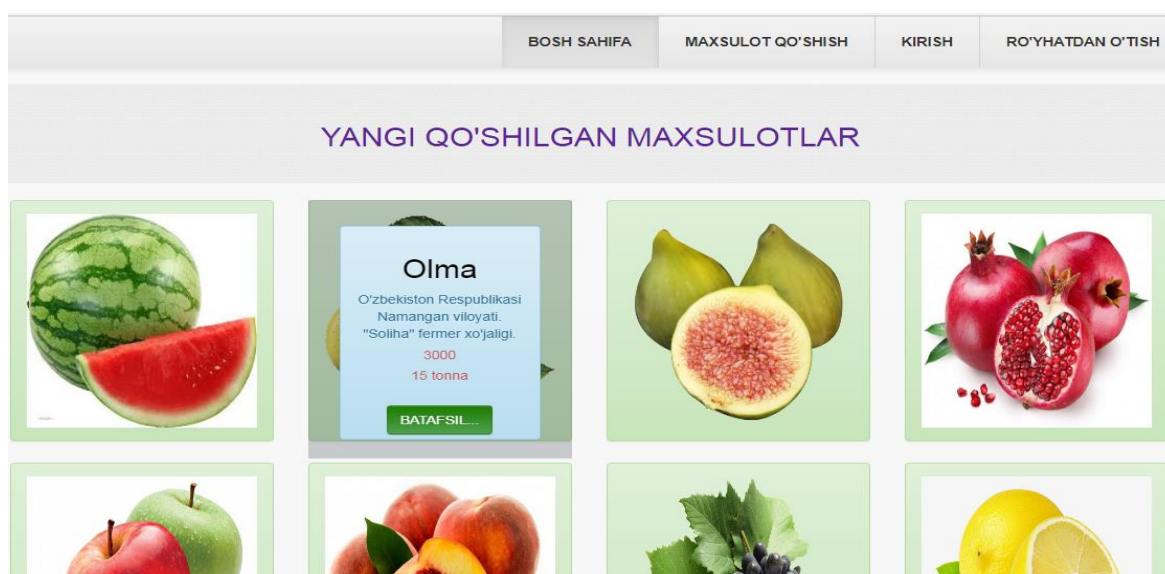 BOSH SAHIFA
MAXSULOT QO'SHISH
KIRISH
RO'YHATDAN O'TISH
YANGI QO'SHILGAN MAXSULOTLAR
Olma
O'zbekiston Respublikasi
Namangan viloyati.
"Soliha" fermer xo'jaligi.
3000
15 tonna
BATAFSIL...